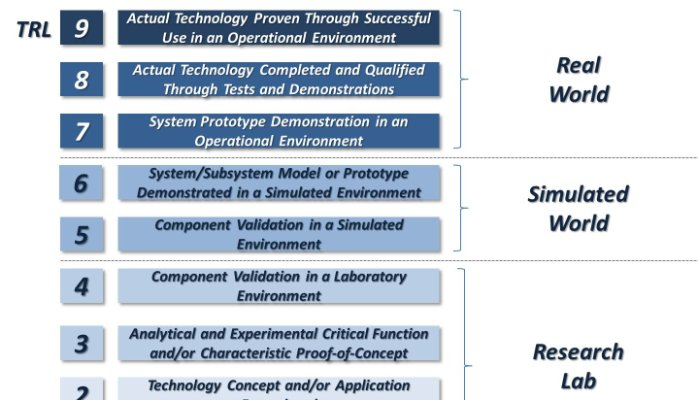 TRL
9
Actual Technology Proven Through Successful
Use in an Operational Environment
8
Actual Technology Completed and Qualified
Through Tests and Demonstrations
7
System Prototype Demonstration in an
Operational Environment
Real
World
6
System/Subsystem Model or Prototype
Demonstrated in a Simulated Environment
5
Component Validation in a Simulated
Environment
Simulated
World
4
Component Validation in a Laboratory
Environment
3
Analytical and Experimental Critical Function
and/or Characteristic Proof-of-Concept
2
Technology Concept and/or Application
Research
Lab